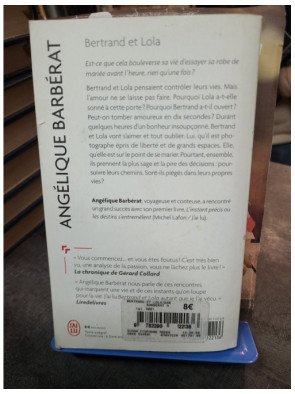 ANGÉLIQUE BARBÉRAT
Bertrand et Lola
Est-ce que cela bouleverse sa vie d'essayer sa robe de
mariée avant l'heure, rien qu'une fois ?
Bertrand et Lola pensaient contrôler leurs vies. Mais
l'amour ne se laisse pas faire. Pourquoi Lola a-t-elle
sonné à cette porte ? Pourquoi Bertrand a-t-il ouvert ?
Peut-on tomber amoureux en dix secondes ? Durant
quelques heures d'un bonheur insoupçonné, Bertrand
et Lola vont s'aimer et tout oublier. Lui, qu'il est pho-
tographe épris de liberté et de grands espaces. Elle,
qu'elle est sur le point de se marier. Pourtant, ensemble,
ils prennent la plus sage et la pire des décisions : pour-
suivre leurs chemins. Sont-ils piégés dans leurs propres
vies ?
Angélique Barbérat, voyageuse et conteuse, a rencontré
un grand succès avec son premier livre, L'instant précis où
les destins s'entremêlent (Michel Lafon / J'ai lu).
« Vous commencez... et vous êtes foutus ! C'est très bien
vu, une analyse de la passion, vous ne lâchez plus le livre ! »
La chronique de Gérard Collard
« Angélique Barbérat nous parle de ces rencontres
qui marquent une vie et de ces instants qu'on loupe
pour la vie. J'ai lu Bertrand et Lola autant que je l'ai vécu. »
Liredelivres
J'AI LU
8€